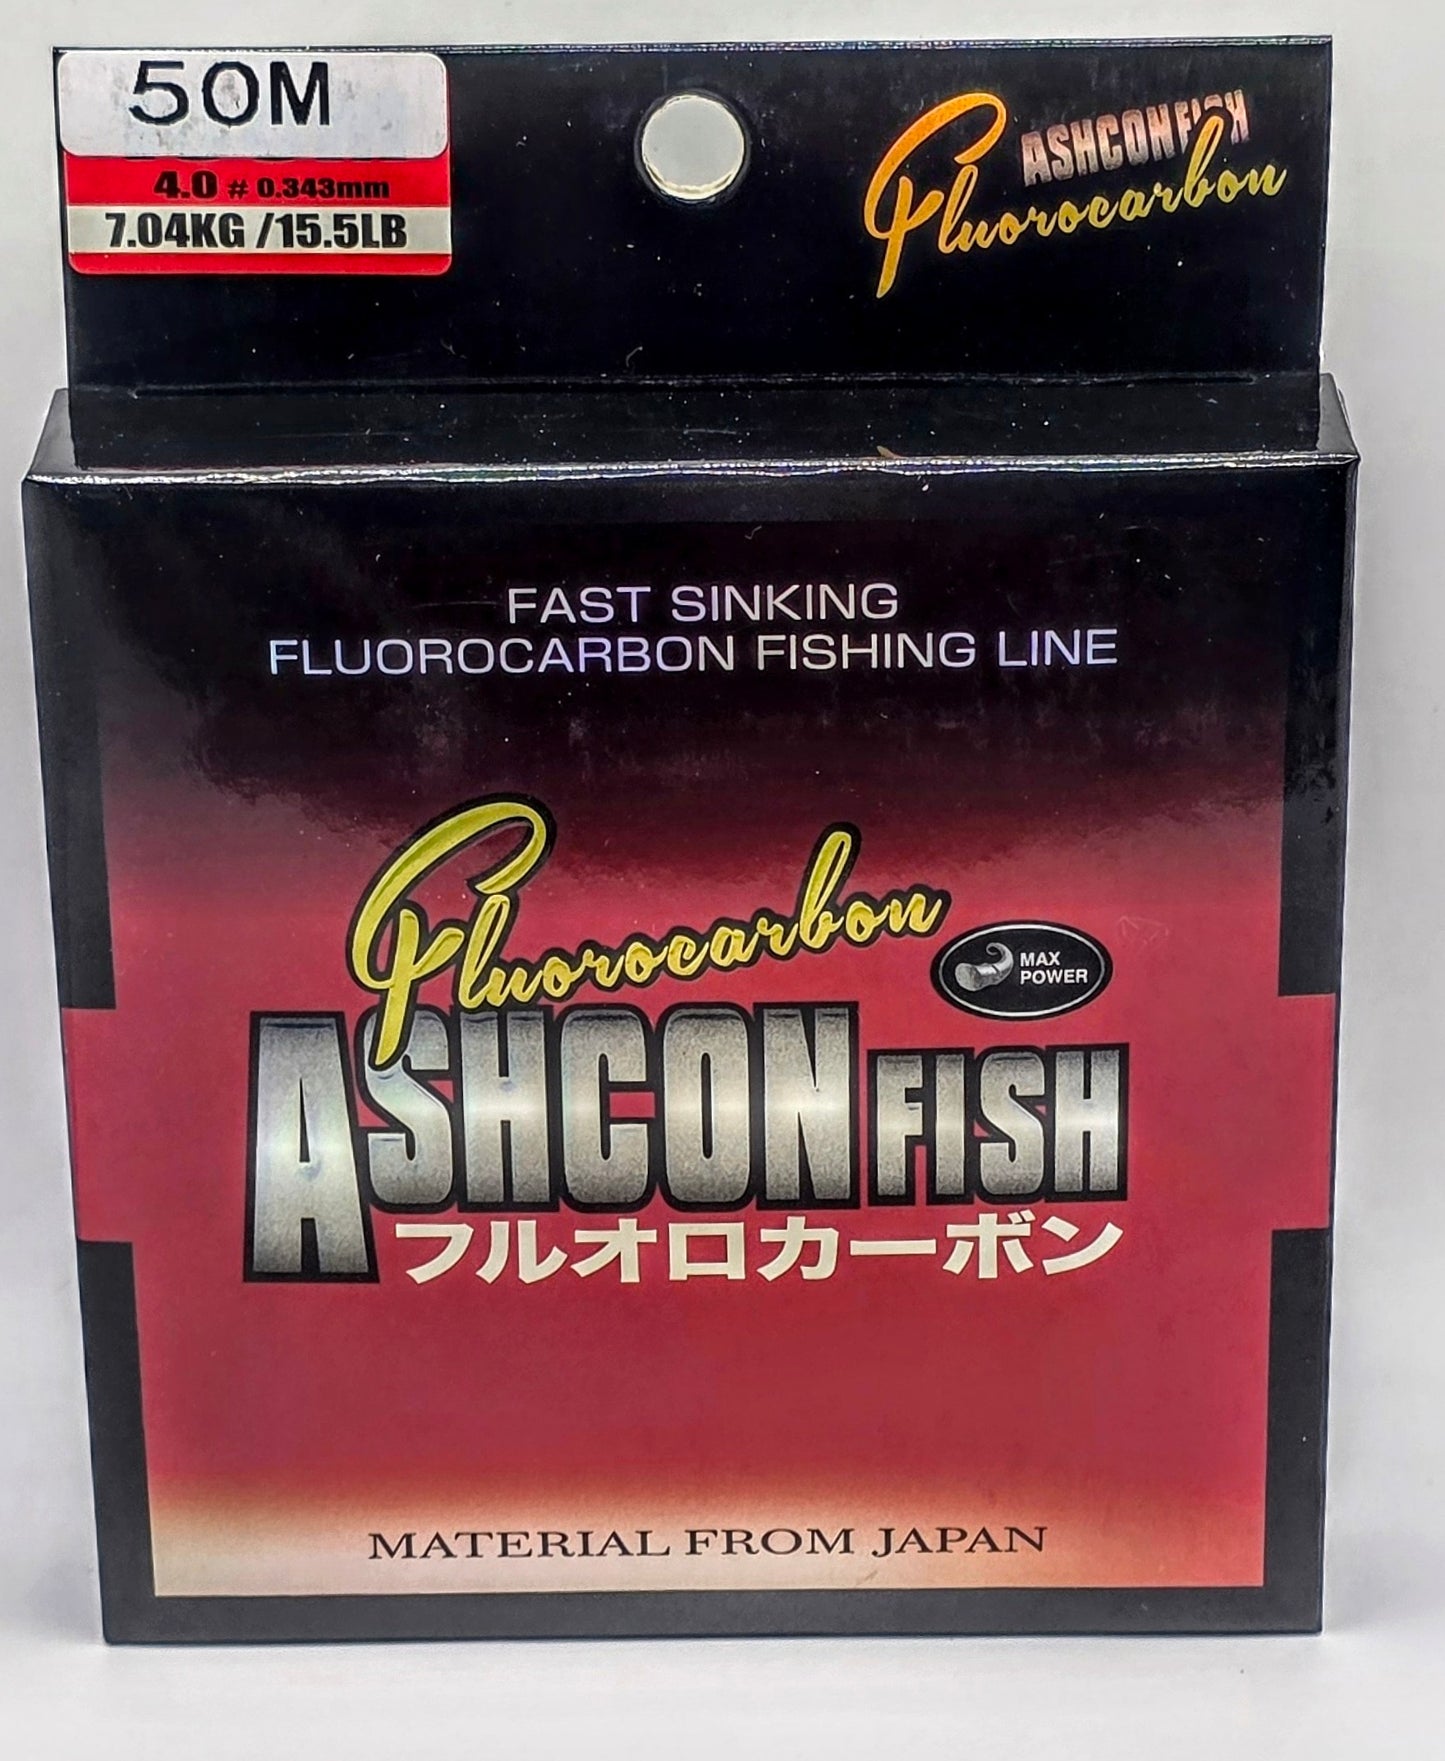 50M
4.0 # 0.343mm
7.04KG /15.5LB
ASHCONFISH
Fluorocarbon
FAST SINKING
FLUOROCARBON FISHING LINE
Fluorocarbon
MAX
POWER
ASHCONFISH
フルオロカーボン
MATERIAL FROM JAPAN